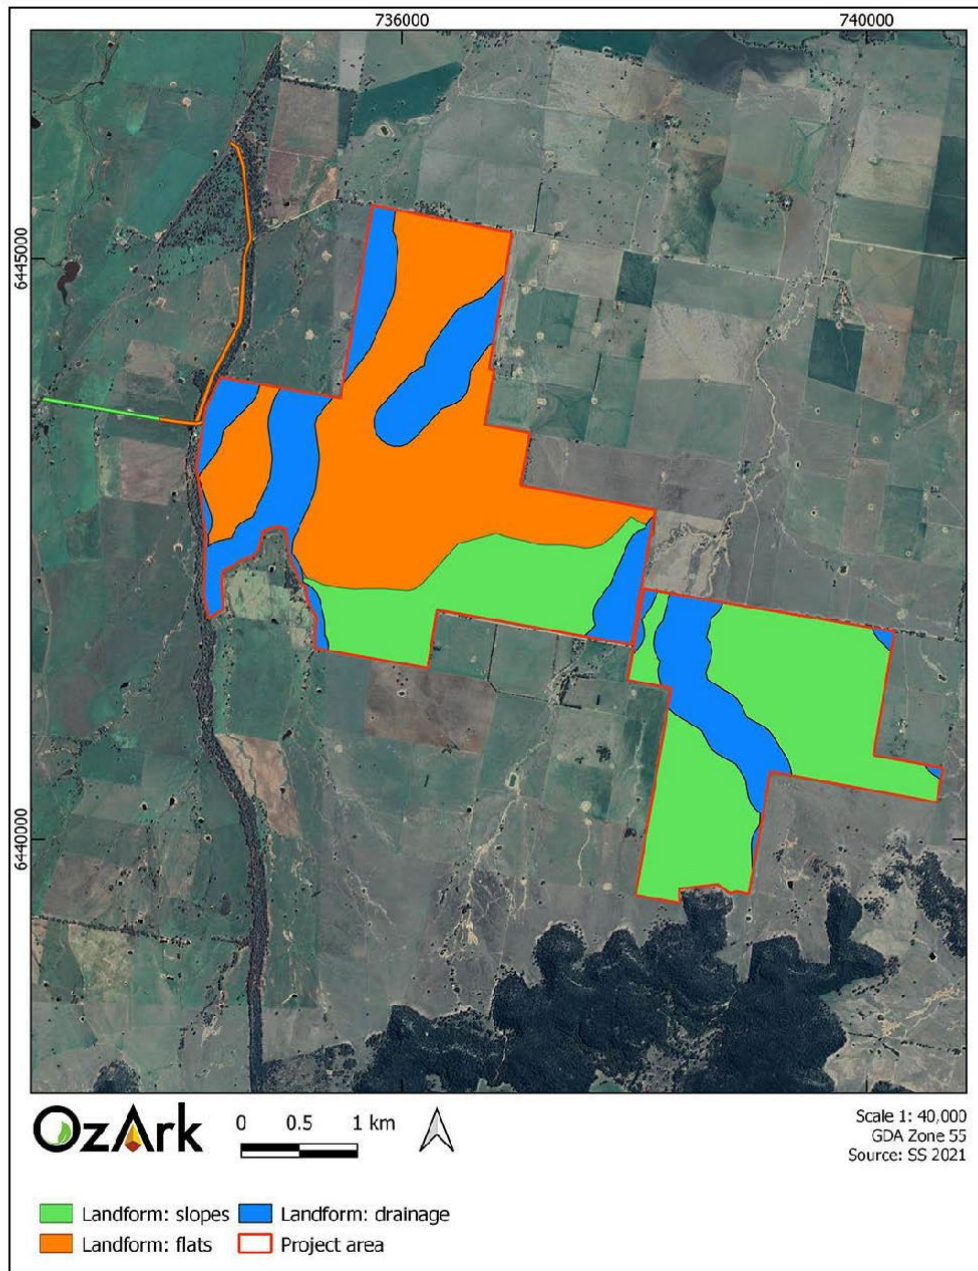 736000 740000
6445000
6440000
OzArk
0 0.5 1 km
Scale 1: 40,000
GDA Zone 55
Source: SS 2021
Landform: slopes Landform: drainage
Landform: flats Project area